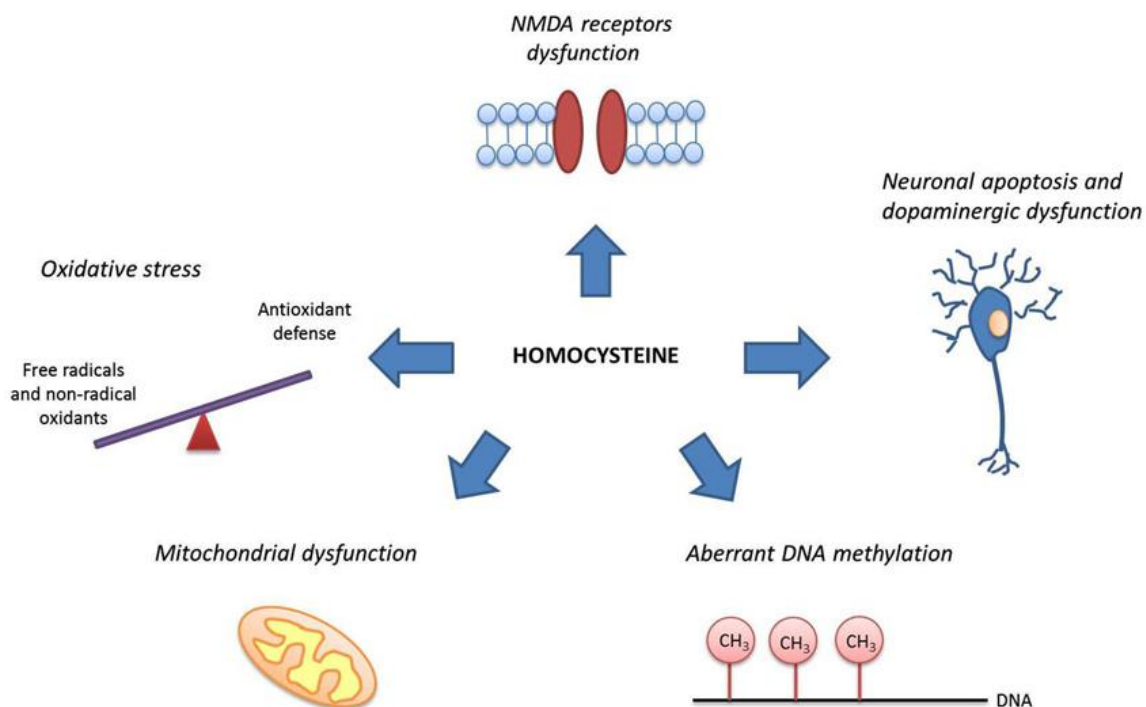 NMDA receptors
dysfunction
Neuronal apoptosis and
dopaminergic dysfunction
Oxidative stress
Antioxidant
defense
Free radicals
and non-radical
oxidants
HOMOCYSTEINE
Mitochondrial dysfunction
Aberrant DNA methylation
CH₃ CH₃ CH₃
DNA